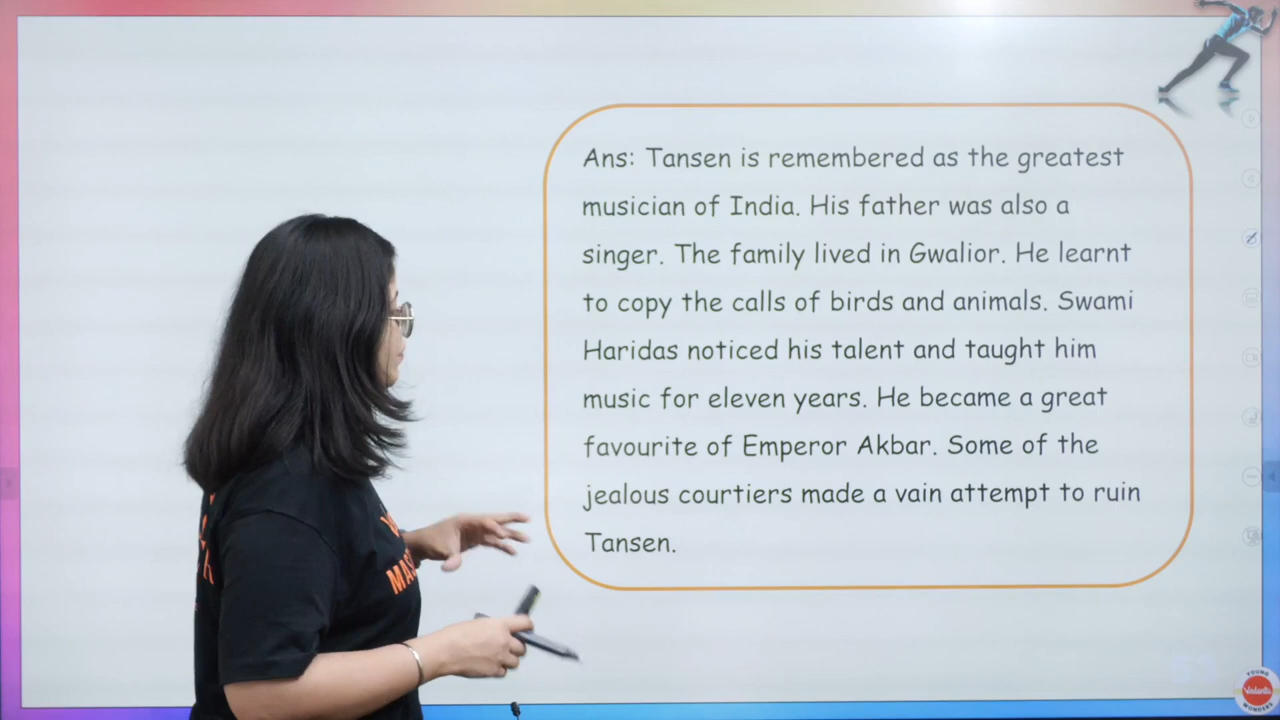 Ans: Tansen is remembered as the greatest
musician of India. His father was also a
singer. The family lived in Gwalior. He learnt
to copy the calls of birds and animals. Swami
Haridas noticed his talent and taught him
music for eleven years. He became a great
favourite of Emperor Akbar. Some of the
jealous courtiers made a vain attempt to ruin
Tansen.
YOUNG
Vedantu
WONDERS